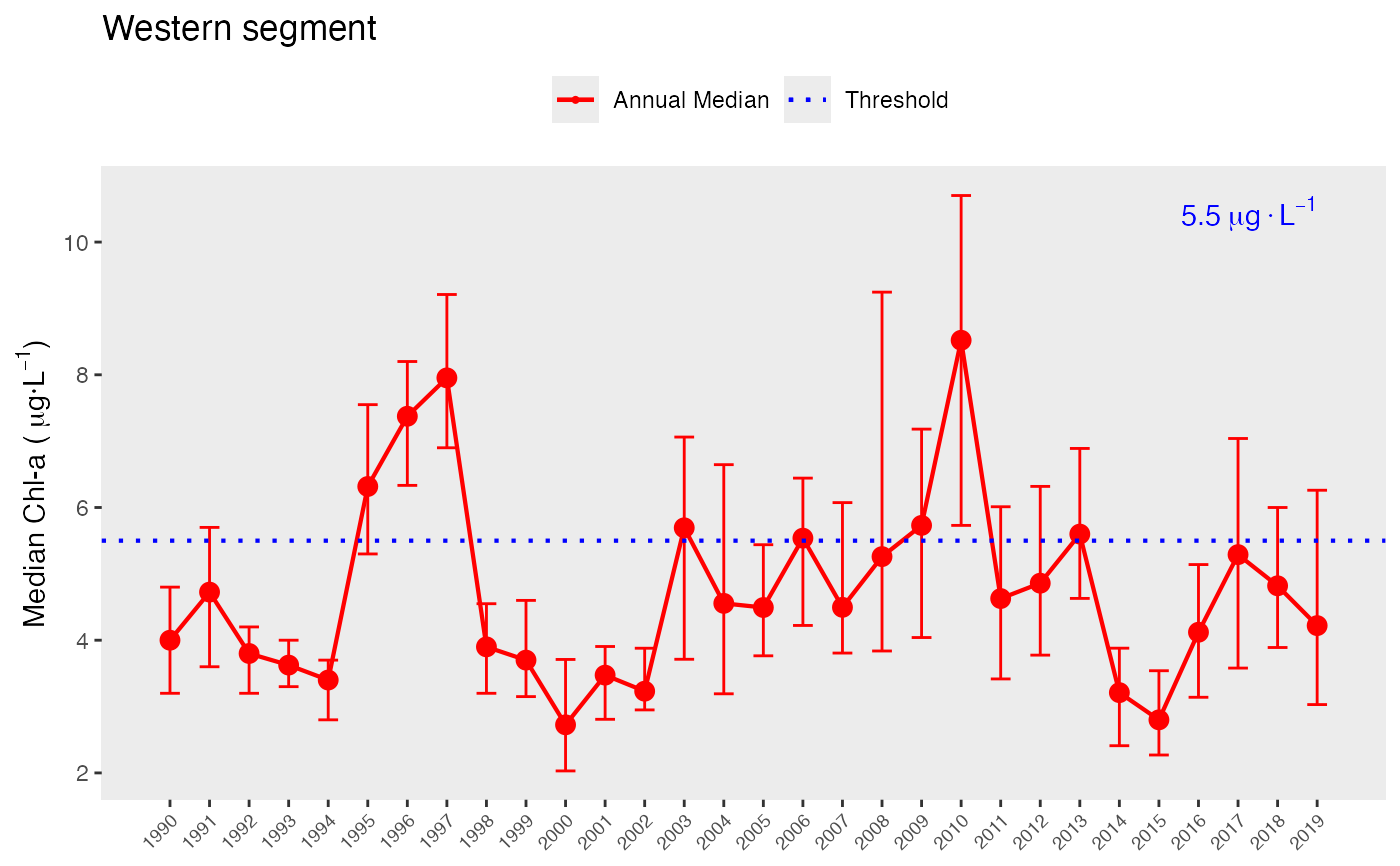 Western segment
Annual Median Threshold
5.5 μg · L⁻¹
Median Chl-a ( μg·L⁻¹)
10
8
6
4
2
1990 1991 1992 1993 1994 1995 1996 1997 1998 1999 2000 2001 2002 2003 2004 2005 2006 2007 2008 2009 2010 2011 2012 2013 2014 2015 2016 2017 2018 2019